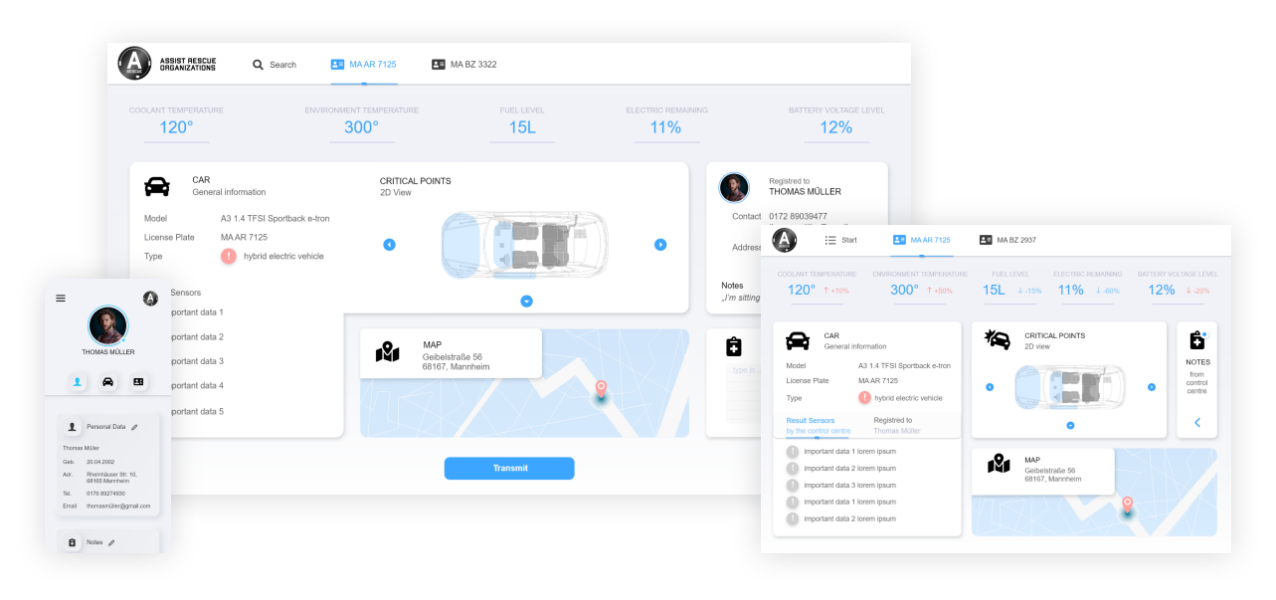 ASSIST RESCUE
ORGANIZATIONS
Search
MA AR 7125
MA BZ 3322
COOLANT TEMPERATURE
120°
ENVIRONMENT TEMPERATURE
300°
FUEL LEVEL
15L
ELECTRIC REMAINING
11%
BATTERY VOLTAGE LEVEL
12%
CAR
General information
Model A3 1.4 TFSI Sportback e-tron
License Plate MA AR 7125
Type hybrid electric vehicle
CRITICAL POINTS
2D View
Registred to
THOMAS MÜLLER
Contact 0172 89039477
Address
Notes
„I'm sitting
Sensors
data 1
data 2
data 3
data 4
data 5
MAP
Geibelstraße 56
68167, Mannheim
Transmit
THOMAS MÜLLER
Personal Data
Thomas Müller
Geb. 20.04.2002
Adr. Rheinhäuser Str. 10,
68165 Mannheim
Tel. 0176 89274930
Email thomasmüller@gmail.com
Notes
Start
MA AR 7125
MA BZ 2937
COOLANT TEMPERATURE
120° ↑ +10%
ENVIRONMENT TEMPERATURE
300° ↑ +50%
FUEL LEVEL
15L ↓ -15%
ELECTRIC REMAINING
11% ↓ -60%
BATTERY VOLTAGE LEVEL
12% ↓ -20%
CAR
General information
Model A3 1.4 TFSI Sportback e-tron
License Plate MA AR 7125
Type hybrid electric vehicle
Result Sensors
by the control centre
Registred to
Thomas Müller
important data 1 lorem ipsum
important data 2 lorem ipsum
important data 3 lorem ipsum
important data 1 lorem ipsum
important data 2 lorem ipsum
CRITICAL POINTS
2D view
NOTES
from
control
centre
MAP
Geibelstraße 56
68167, Mannheim